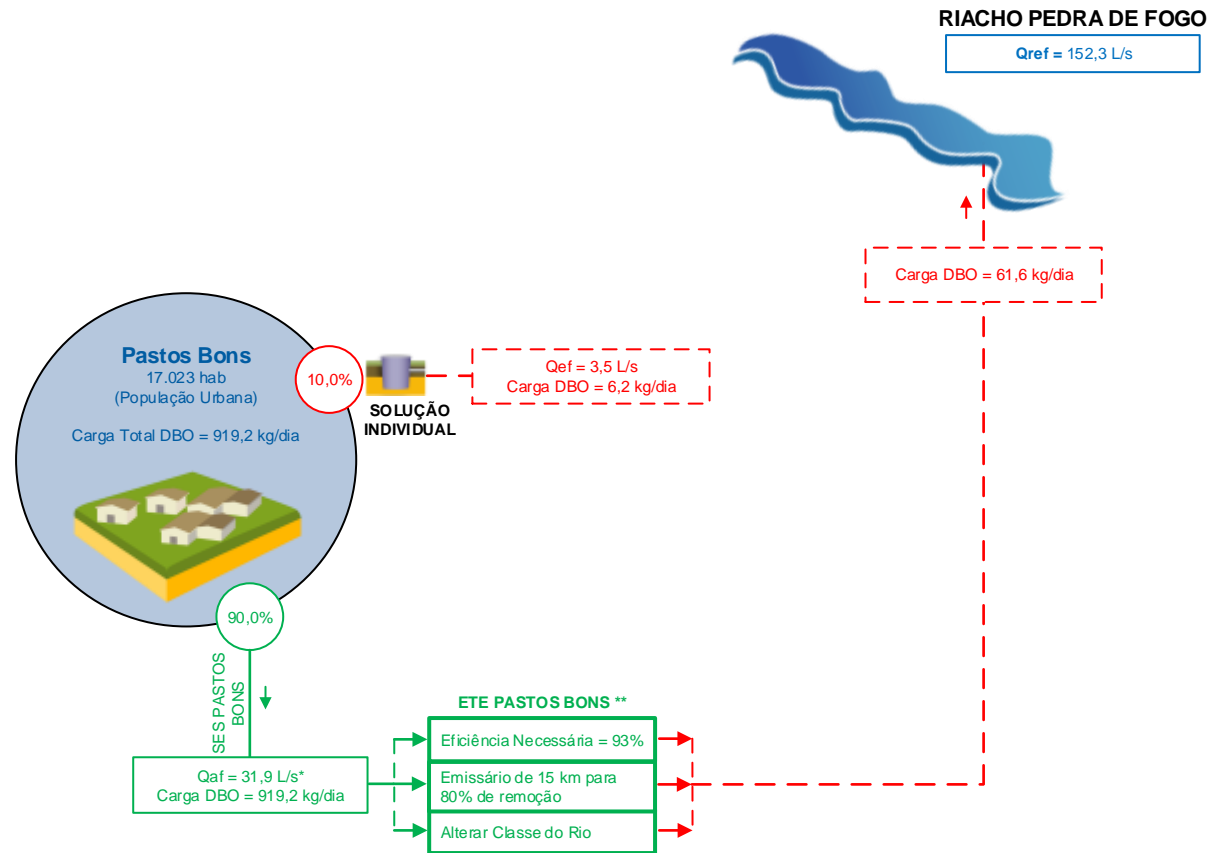 RIACHO PEDRA DE FOGO
Qref = 152,3 L/s
Carga DBO = 61,6 kg/dia
Pastos Bons
17.023 hab
(População Urbana)
Carga Total DBO = 919,2 kg/dia
10,0%
SOLUÇÃO
INDIVIDUAL
Qef = 3,5 L/s
Carga DBO = 6,2 kg/dia
90,0%
SES PASTOS
BONS
Qaf = 31,9 L/s*
Carga DBO = 919,2 kg/dia
ETE PASTOS BONS **
Eficiência Necessária = 93%
Emissário de 15 km para
80% de remoção
Alterar Classe do Rio